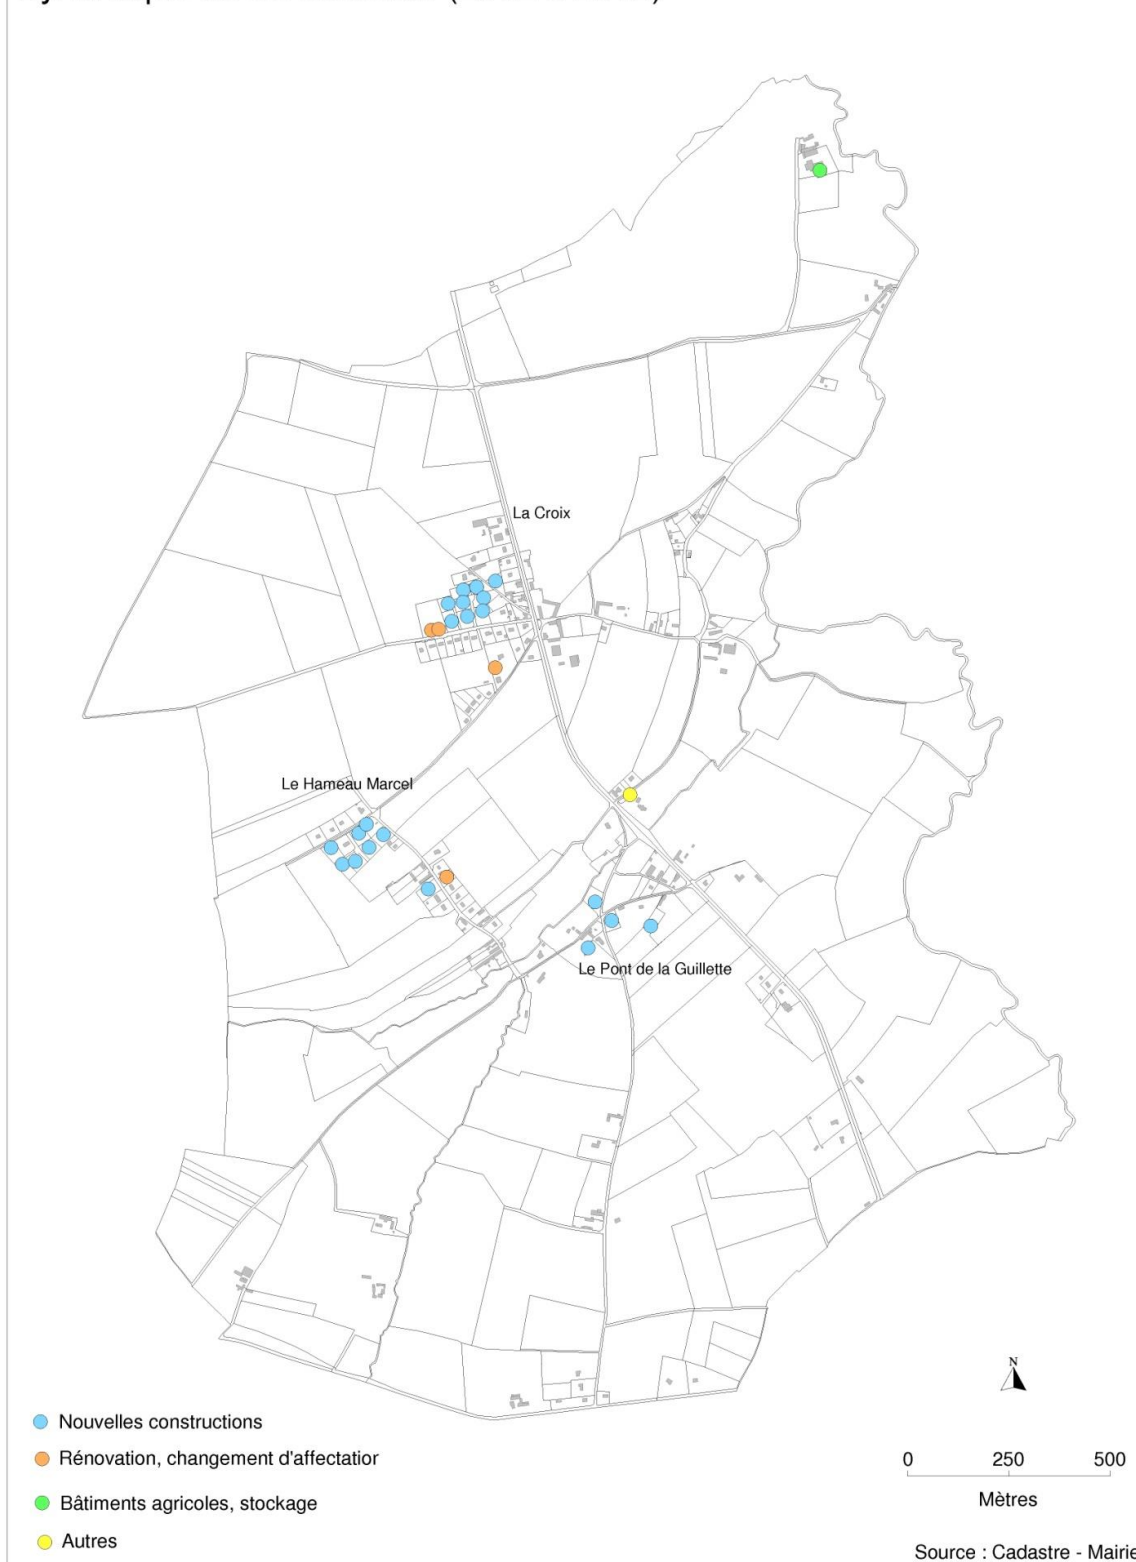 La Croix
Le Hameau Marcel
Le Pont de la Guillette
N
Nouvelles constructions
Rénovation, changement d'affectatior
Bâtiments agricoles, stockage
Autres
0 250 500
Mètres
Source : Cadastre - Mairie